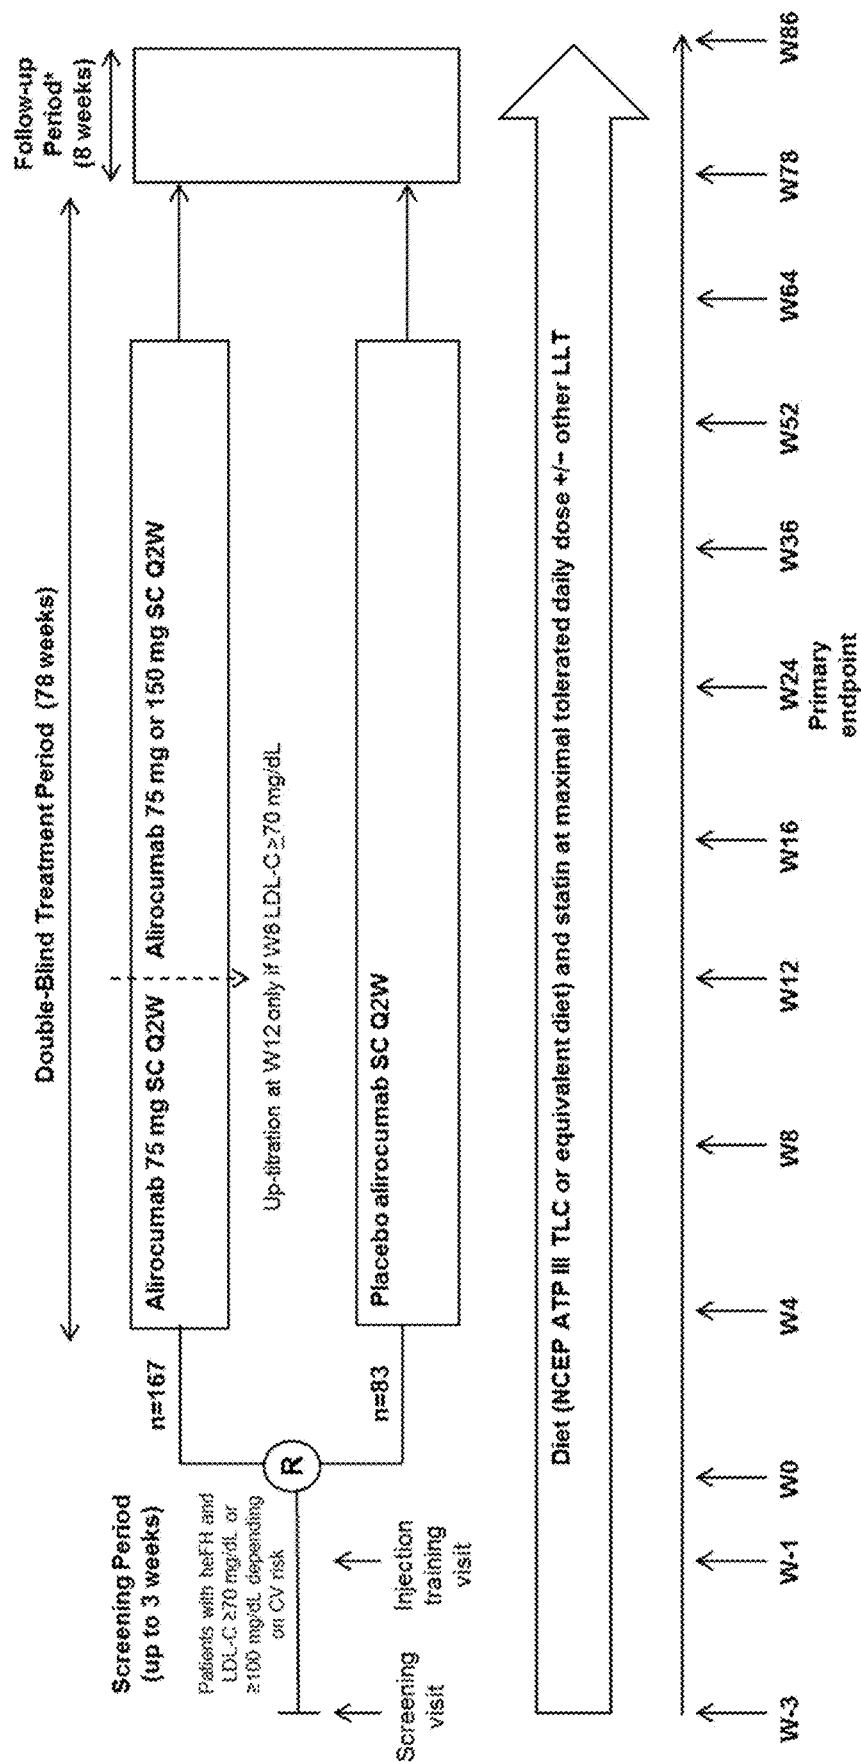 Screening Period
(up to 3 weeks)
Patients with heFH and
LDL-C ≥70 mg/dL or
≥100 mg/dL depending
on CV risk
Screening
visit
Injection
training
visit
R
n=167
n=83
Double-Blind Treatment Period (78 weeks)
Alirocumab 75 mg SC Q2W
Alirocumab 75 mg or 150 mg SC Q2W
Up-titration at W12 only if W8 LDL-C ≥70 mg/dL
Placebo alirocumab SC Q2W
Follow-up
Period*
(8 weeks)
Diet (NCEP ATP III TLC or equivalent diet) and statin at maximal tolerated daily dose +/− other LLT
W-3
W-1
W0
W4
W8
W12
W16
W24
Primary
endpoint
W36
W52
W64
W78
W86